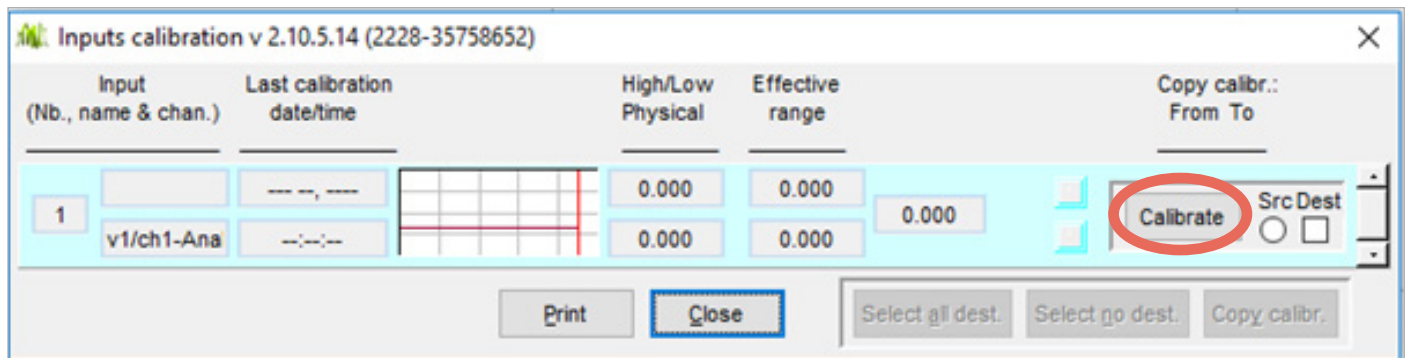 Inputs calibration v 2.10.5.14 (2228-35758652)
Input Last calibration High/Low Effective Copy calibr.:
(Nb., name & chan.) date/time Physical range From To
--- --, ---- 0.000 0.000
1 0.000 Calibrate Src Dest
v1/ch1-Ana --:--:-- 0.000 0.000
Print Close Select all dest. Select no dest. Copy calibr.